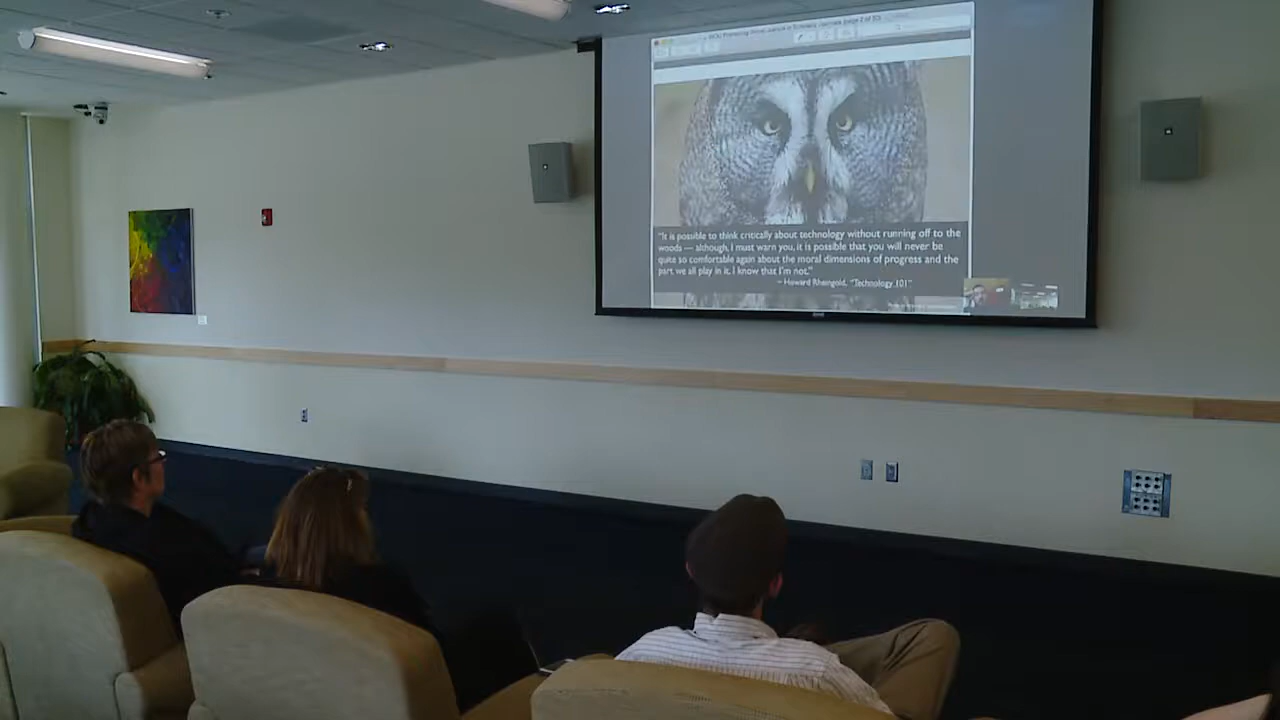 "It is possible to think critically about technology without running off to the
woods — although, I must warn you, it is possible that you will never be
quite so comfortable again about the moral dimensions of progress and the
part we all play in it. I know that I'm not."
~ Howard Rheingold, "Technology 101"